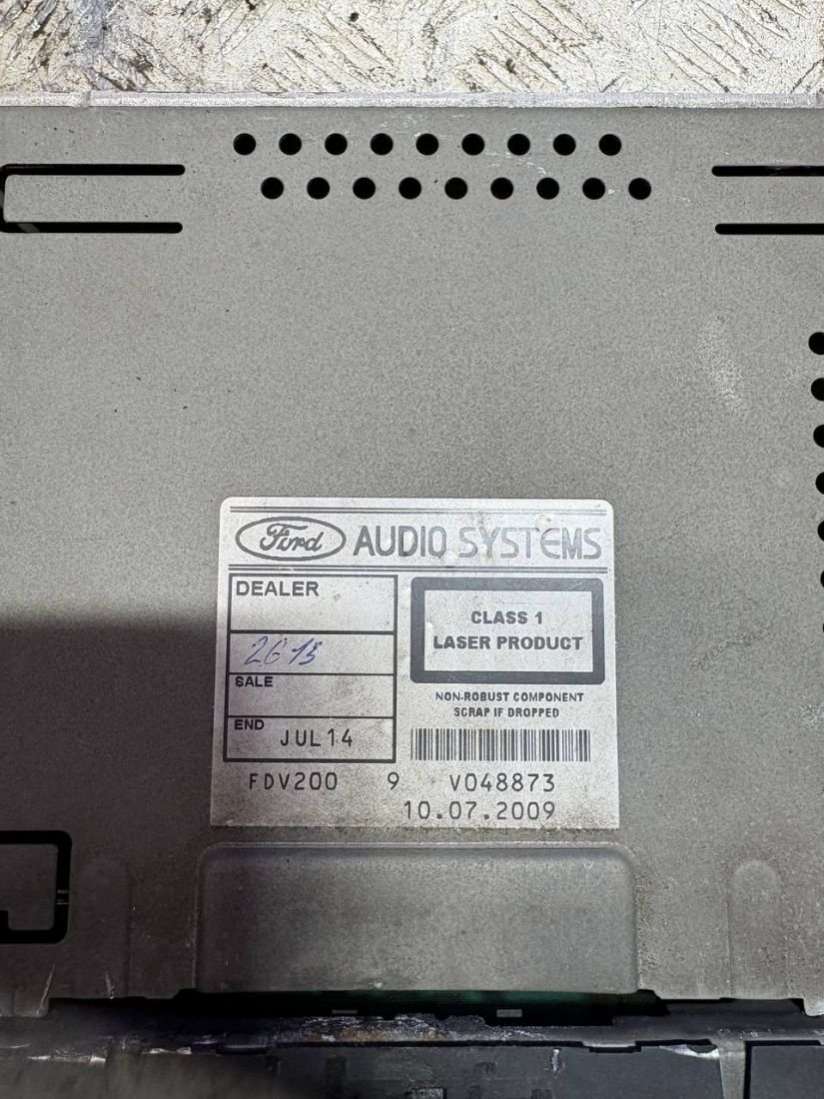 Ford AUDIO SYSTEMS
DEALER
2613
SALE
END JUL14
CLASS 1
LASER PRODUCT
NON-ROBUST COMPONENT
SCRAP IF DROPPED
FDV200 9 V048873
10.07.2009